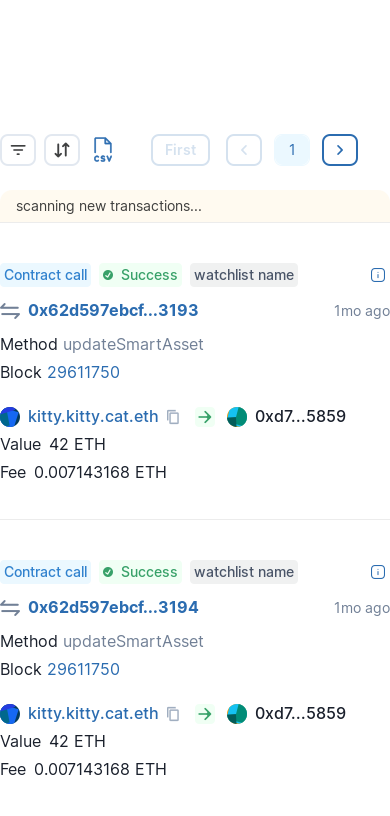 CSV First 1
scanning new transactions...
Contract call Success watchlist name
0x62d597ebcf...3193 1mo ago
Method updateSmartAsset
Block 29611750
kitty.kitty.cat.eth 0xd7...5859
Value 42 ETH
Fee 0.007143168 ETH
Contract call Success watchlist name
0x62d597ebcf...3194 1mo ago
Method updateSmartAsset
Block 29611750
kitty.kitty.cat.eth 0xd7...5859
Value 42 ETH
Fee 0.007143168 ETH